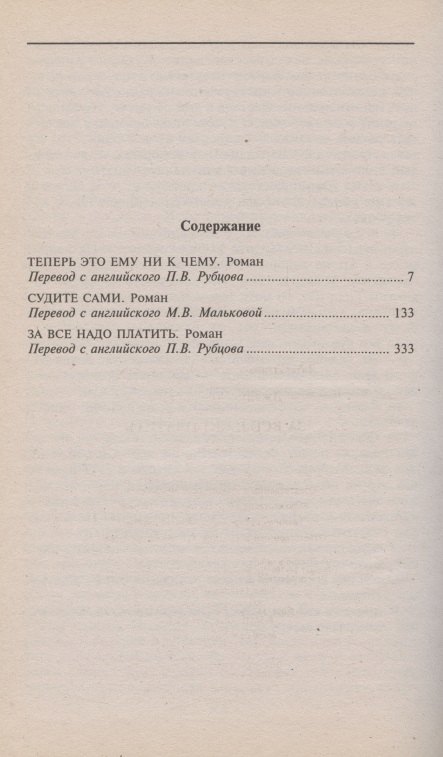 Содержание
ТЕПЕРЬ ЭТО ЕМУ НИ К ЧЕМУ. Роман
Перевод с английского П.В. Рубцова ........................................ 7
СУДИТЕ САМИ. Роман
Перевод с английского М.В. Мальковой ................................ 133
ЗА ВСЕ НАДО ПЛАТИТЬ. Роман
Перевод с английского П.В. Рубцова .................................... 333